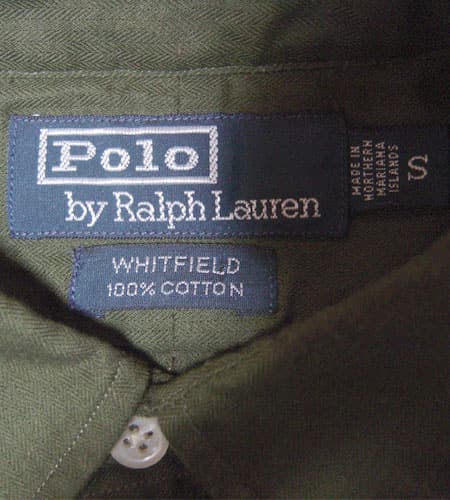 Polo
by Ralph Lauren
MADE IN
NORTHERN
MARIANA
ISLANDS
S
WHITFIELD
100% COTTON